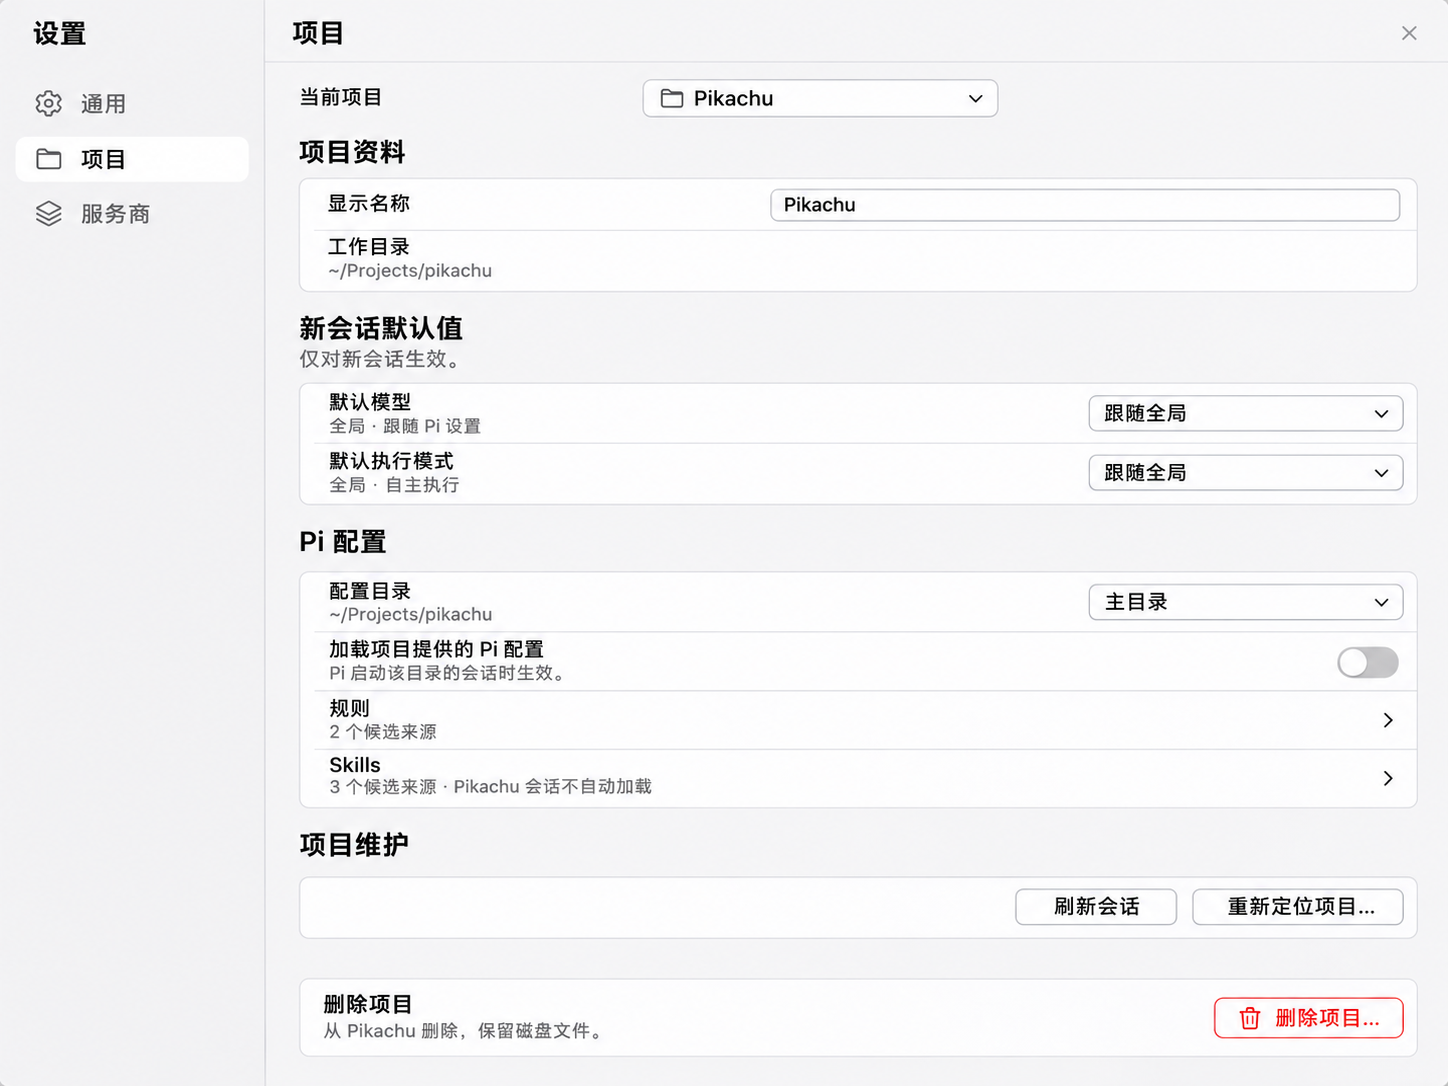 设置
通用
项目
服务商
项目
当前项目
Pikachu
项目资料
显示名称
Pikachu
工作目录
~/Projects/pikachu
新会话默认值
仅对新会话生效。
默认模型
全局 · 跟随 Pi 设置
跟随全局
默认执行模式
全局 · 自主执行
跟随全局
Pi 配置
配置目录
~/Projects/pikachu
主目录
加载项目提供的 Pi 配置
Pi 启动该目录的会话时生效。
规则
2 个候选来源
Skills
3 个候选来源 · Pikachu 会话不自动加载
项目维护
刷新会话
重新定位项目...
删除项目
从 Pikachu 删除，保留磁盘文件。
删除项目...